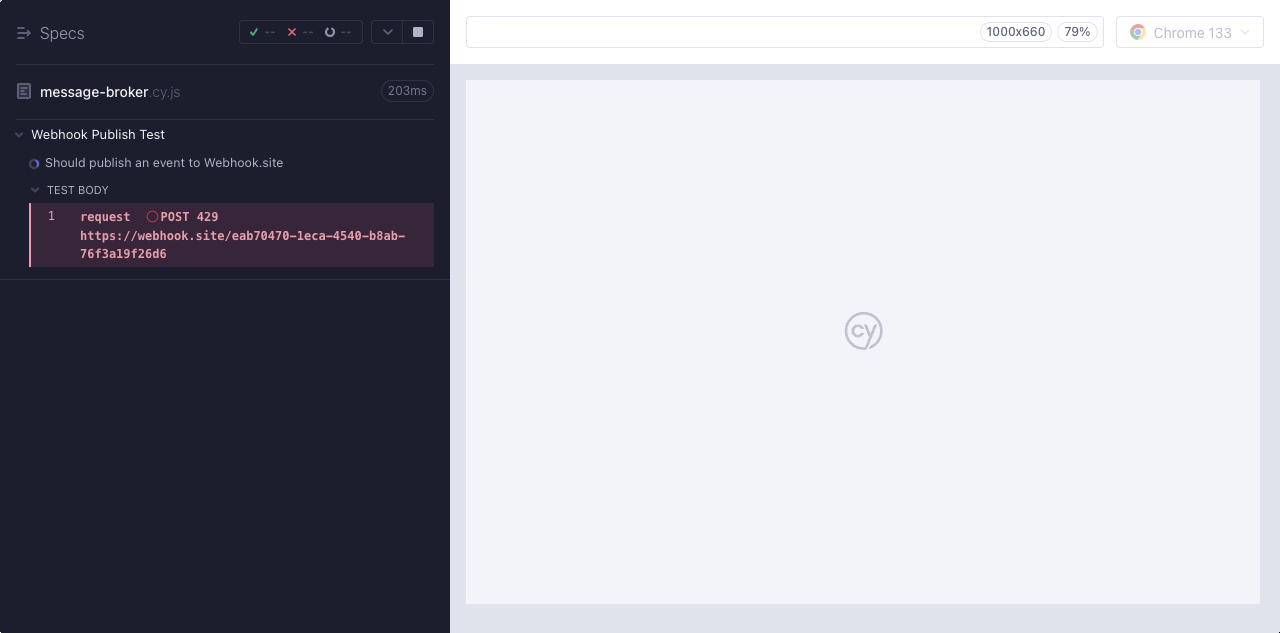 Specs
-- -- --
message-broker.cy.js
203ms
Webhook Publish Test
Should publish an event to Webhook.site
TEST BODY
1 request POST 429
https://webhook.site/eab70470-1eca-4540-b8ab-
76f3a19f26d6
1000x660 79% Chrome 133
cy